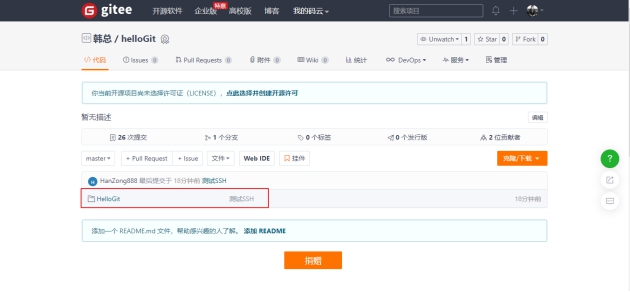 gitee 开源软件 企业版 特惠 高校版 博客 我的码云 搜索项目
韩总 / helloGit Unwatch 1 Star 0 Fork 0
代码 Issues 0 Pull Requests 0 附件 0 Wiki 0 统计 DevOps 服务 管理
你当前开源项目尚未选择许可证（LICENSE），点此选择并创建开源许可
暂无描述 编辑
26 次提交 1 个分支 0 个标签 0 个发行版 2 位贡献者
master + Pull Request + Issue 文件 Web IDE 挂件 克隆/下载
H HanZong888 最后提交于 18分钟前 测试SSH
HelloGit 测试SSH 18分钟前
添加一个 README.md 文件，帮助感兴趣的人了解。 添加 README
捐赠
?